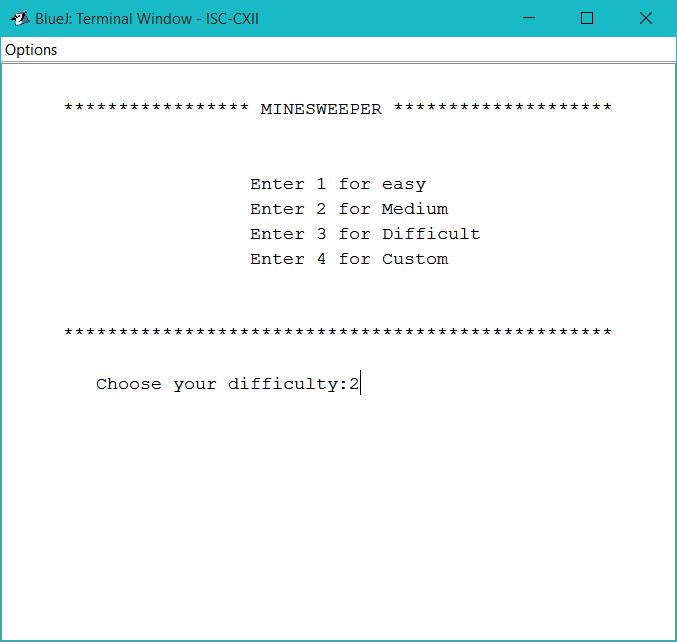 BlueJ: Terminal Window - ISC-CXII
Options
***************** MINESWEEPER ********************
Enter 1 for easy
Enter 2 for Medium
Enter 3 for Difficult
Enter 4 for Custom
**************************************************
Choose your difficulty:2